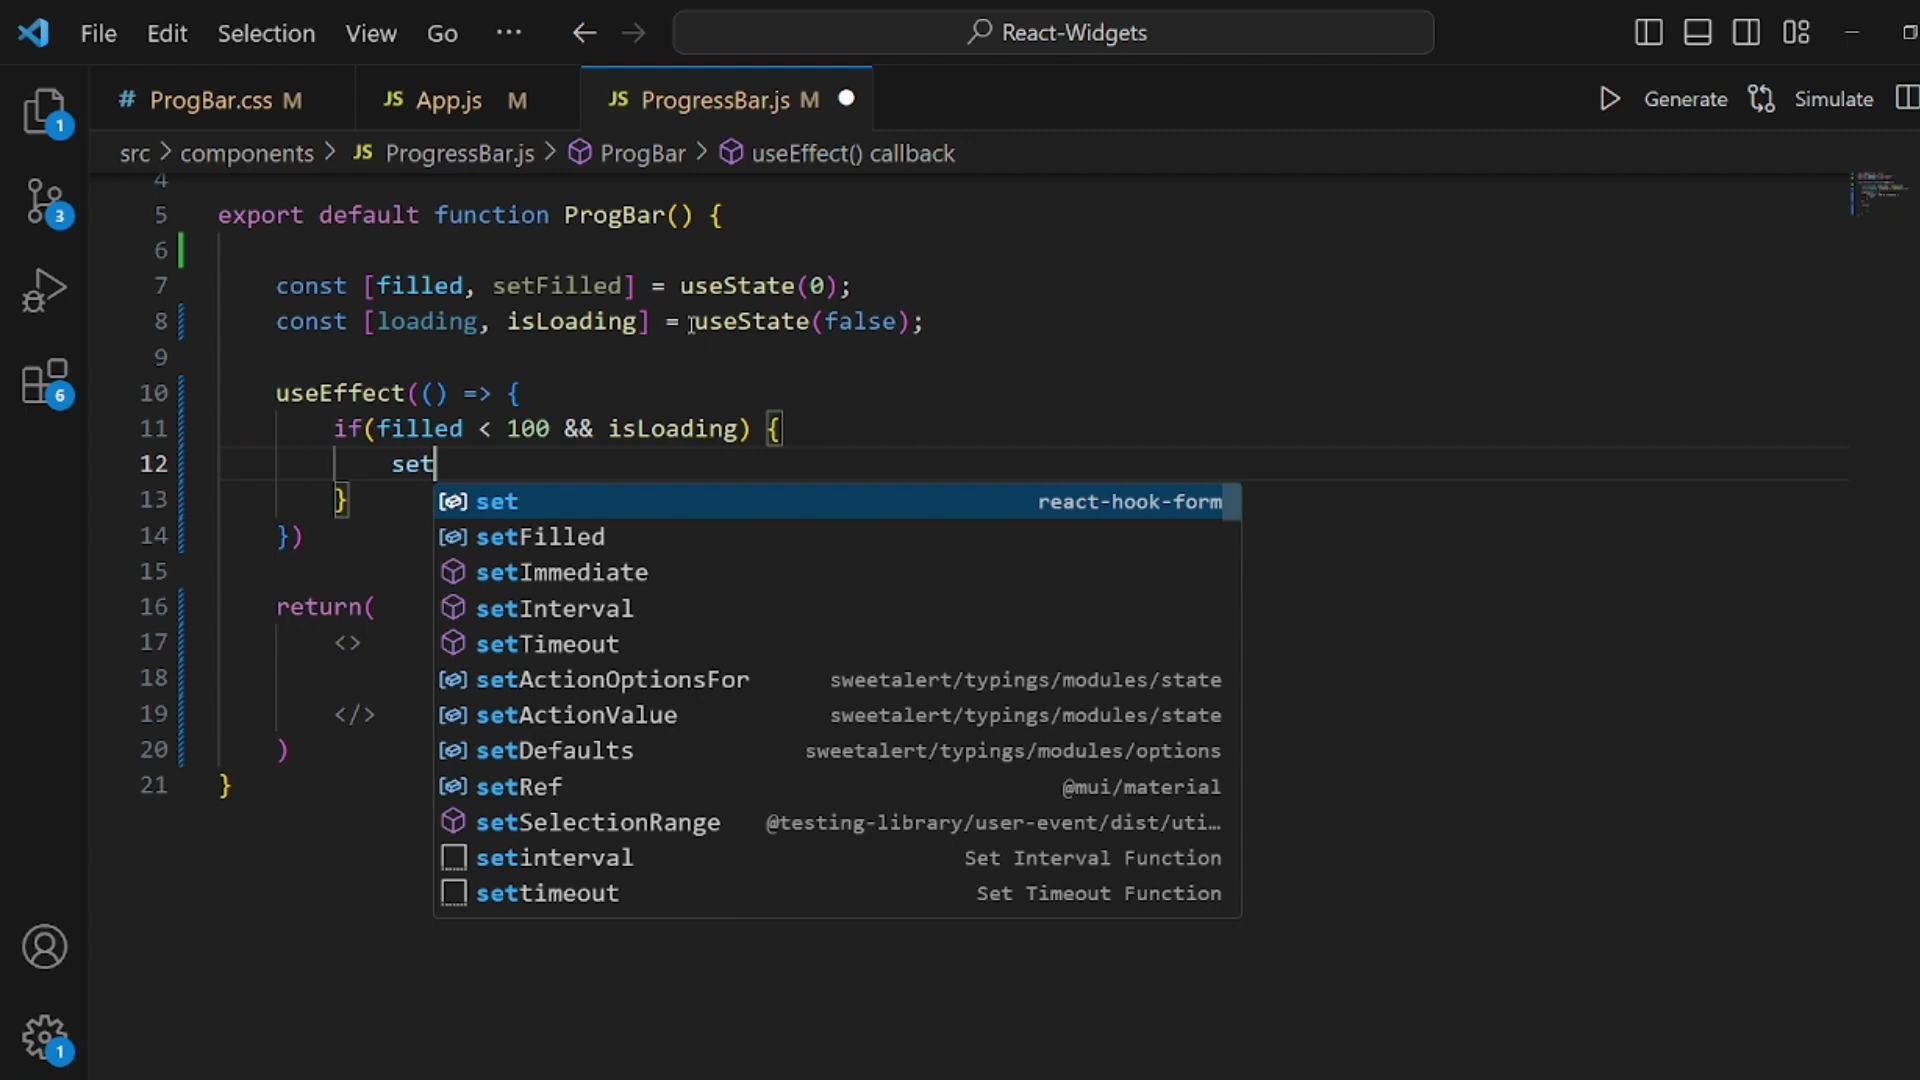 File Edit Selection View Go ··· React-Widgets
# ProgBar.css M JS App.js M JS ProgressBar.js M Generate Simulate
src > components > JS ProgressBar.js > ProgBar > useEffect() callback
4
5 export default function ProgBar() {
6
7 const [filled, setFilled] = useState(0);
8 const [loading, isLoading] = useState(false);
9
10 useEffect(() => {
11 if(filled < 100 && isLoading) {
12 set
13 }
14 })
15
16 return(
17 <>
18
19 </>
20 )
21 }
set react-hook-form
setFilled
setImmediate
setInterval
setTimeout
setActionOptionsFor sweetalert/typings/modules/state
setActionValue sweetalert/typings/modules/state
setDefaults sweetalert/typings/modules/options
setRef @mui/material
setSelectionRange @testing-library/user-event/dist/uti…
setinterval Set Interval Function
settimeout Set Timeout Function
1
3
6
1